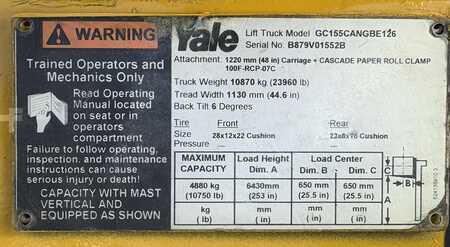 WARNING
Trained Operators and
Mechanics Only
Read Operating
Manual located
on seat or in
operators
compartment
Failure to follow operating,
inspection, and maintenance
instructions can cause
serious injury or death!
CAPACITY WITH MAST
VERTICAL AND
EQUIPPED AS SHOWN
Yale
Lift Truck Model GC155CANGBE126
Serial No. B879V01552B
Attachment: 1220 mm (48 in) Carriage + CASCADE PAPER ROLL CLAMP
100F-RCP-07C
Truck Weight 10870 kg (23960 lb)
Tread Width 1130 mm (44.6 in)
Back Tilt 6 Degrees
Tire Front Rear
Size 28x12x22 Cushion 22x8x16 Cushion
Pressure --- ---
MAXIMUM CAPACITY Load Height Dim. A Load Center Dim. B Dim. C
4880 kg (10750 lb) 6430mm (253 in) 650 mm (25.5 in) 650 mm (25.5 in)
kg (lb) mm (in) mm (in) mm (in)
C
B
A